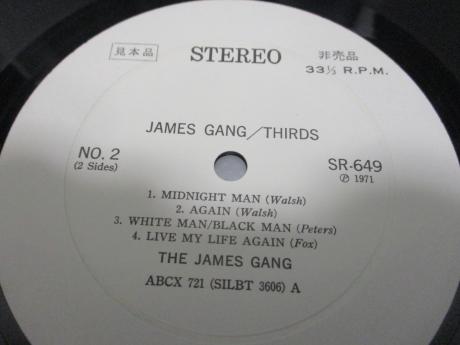 見本品 STEREO 非売品
33⅓ R.P.M.
JAMES GANG/THIRDS
NO. 2 SR-649
(2 Sides) Ⓟ 1971
1. MIDNIGHT MAN (Walsh)
2. AGAIN (Walsh)
3. WHITE MAN/BLACK MAN (Peters)
4. LIVE MY LIFE AGAIN (Fox)
THE JAMES GANG
ABCX 721 (SILBT 3606) A